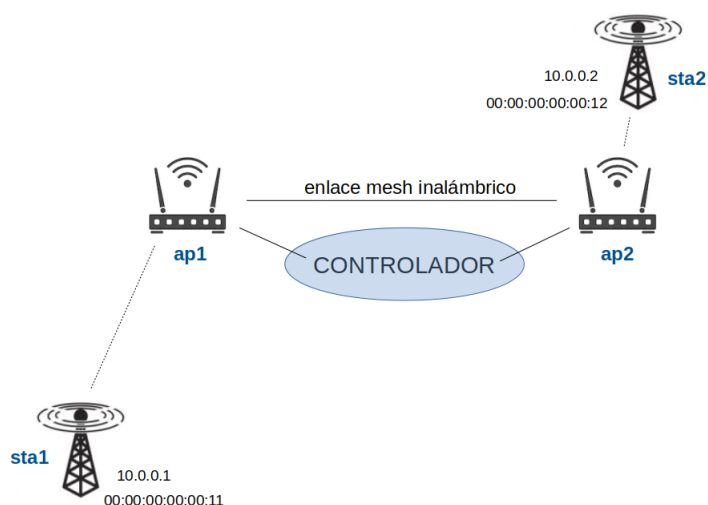 10.0.0.2
sta2
00:00:00:00:00:12
enlace mesh inalámbrico
ap1
CONTROLADOR
ap2
sta1
10.0.0.1
00:00:00:00:00:11